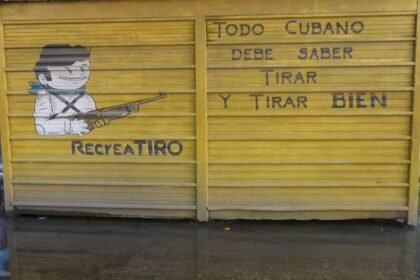 RecreaTIRO
Todo Cubano
debe saber
tirar
y tirar bien